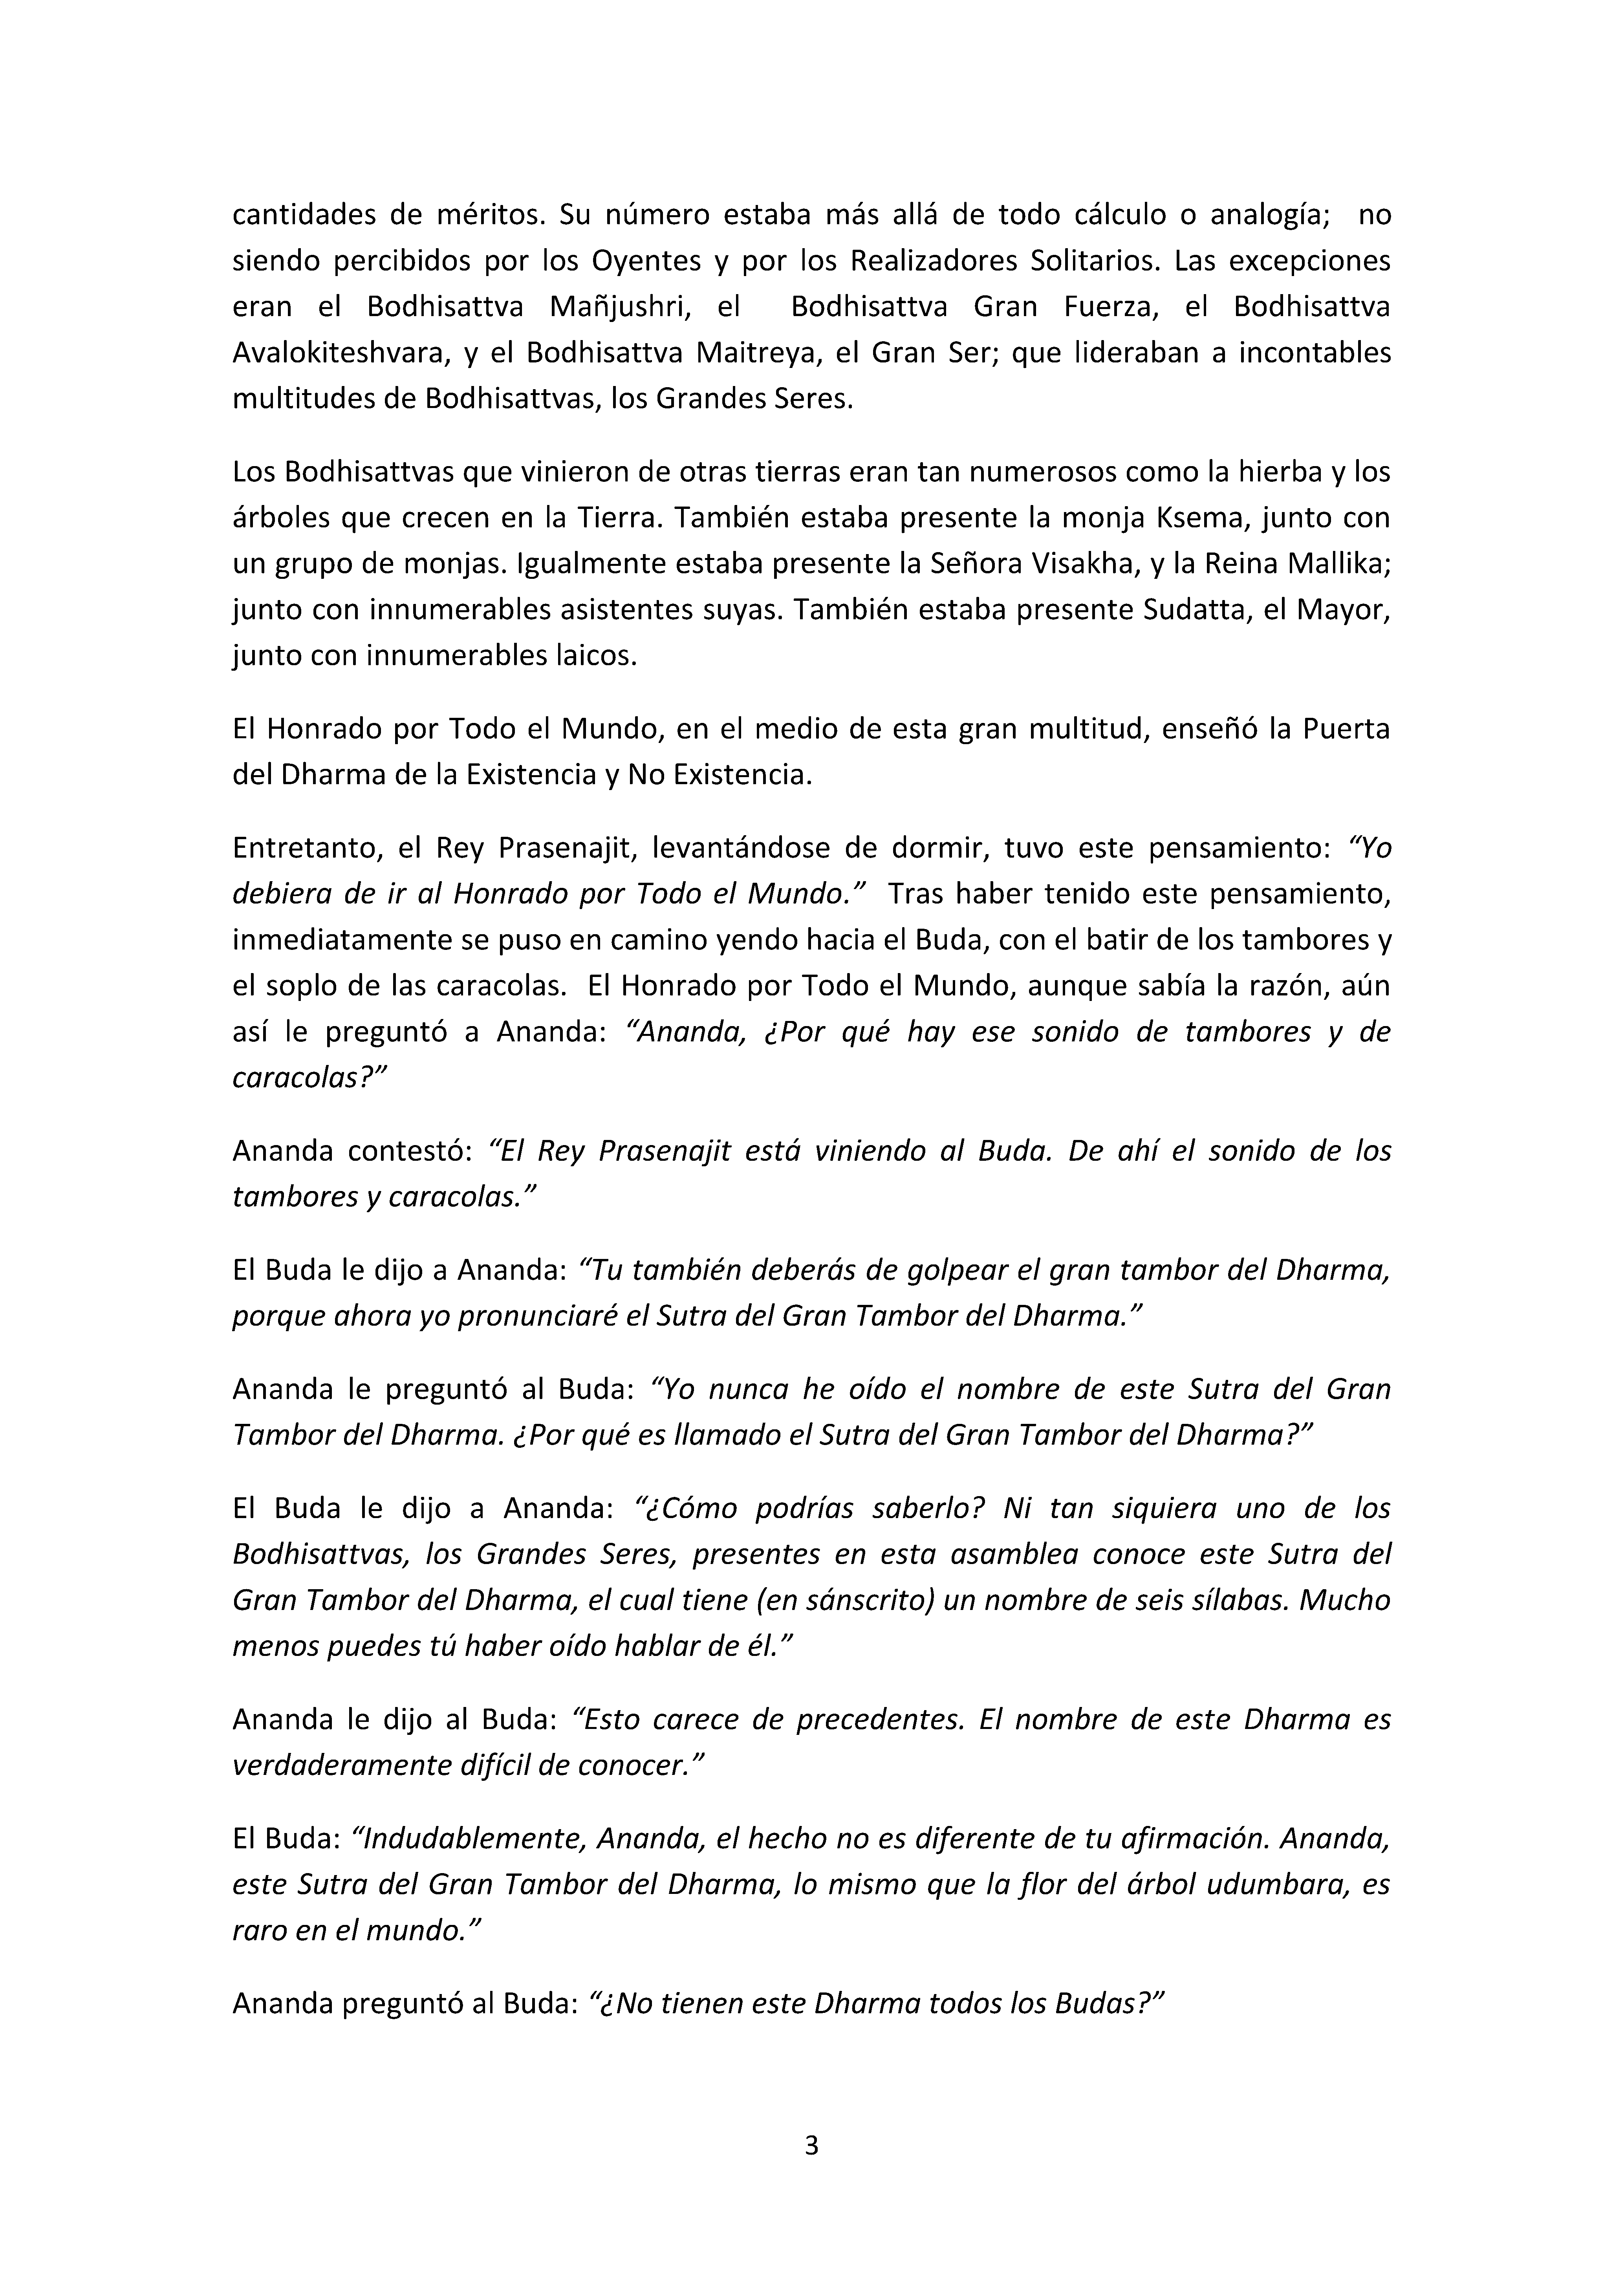 cantidades de méritos. Su número estaba más allá de todo cálculo o analogía;  no
siendo percibidos por los Oyentes y por los Realizadores Solitarios. Las excepciones
eran el Bodhisattva Mañjushri, el  Bodhisattva Gran Fuerza, el Bodhisattva
Avalokiteshvara, y el Bodhisattva Maitreya, el Gran Ser; que lideraban a incontables
multitudes de Bodhisattvas, los Grandes Seres.
Los Bodhisattvas que vinieron de otras tierras eran tan numerosos como la hierba y los
árboles que crecen en la Tierra. También estaba presente la monja Ksema, junto con
un grupo de monjas. Igualmente estaba presente la Señora Visakha, y la Reina Mallika;
junto con innumerables asistentes suyas. También estaba presente Sudatta, el Mayor,
junto con innumerables laicos.
El Honrado por Todo el Mundo, en el medio de esta gran multitud, enseñó la Puerta
del Dharma de la Existencia y No Existencia.
Entretanto, el Rey Prasenajit, levantándose de dormir, tuvo este pensamiento: “Yo
debiera de ir al Honrado por Todo el Mundo.”  Tras haber tenido este pensamiento,
inmediatamente se puso en camino yendo hacia el Buda, con el batir de los tambores y
el soplo de las caracolas.  El Honrado por Todo el Mundo, aunque sabía la razón, aún
así le preguntó a Ananda: “Ananda, ¿Por qué hay ese sonido de tambores y de
caracolas?”
Ananda contestó: “El Rey Prasenajit está viniendo al Buda. De ahí el sonido de los
tambores y caracolas.”
El Buda le dijo a Ananda: “Tu también deberás de golpear el gran tambor del Dharma,
porque ahora yo pronunciaré el Sutra del Gran Tambor del Dharma.”
Ananda le preguntó al Buda: “Yo nunca he oído el nombre de este Sutra del Gran
Tambor del Dharma. ¿Por qué es llamado el Sutra del Gran Tambor del Dharma?”
El Buda le dijo a Ananda: “¿Cómo podrías saberlo? Ni tan siquiera uno de los
Bodhisattvas, los Grandes Seres, presentes en esta asamblea conoce este Sutra del
Gran Tambor del Dharma, el cual tiene (en sánscrito) un nombre de seis sílabas. Mucho
menos puedes tú haber oído hablar de él.”
Ananda le dijo al Buda: “Esto carece de precedentes. El nombre de este Dharma es
verdaderamente difícil de conocer.”
El Buda: “Indudablemente, Ananda, el hecho no es diferente de tu afirmación. Ananda,
este Sutra del Gran Tambor del Dharma, lo mismo que la flor del árbol udumbara, es
raro en el mundo.”
Ananda preguntó al Buda: “¿No tienen este Dharma todos los Budas?”
3